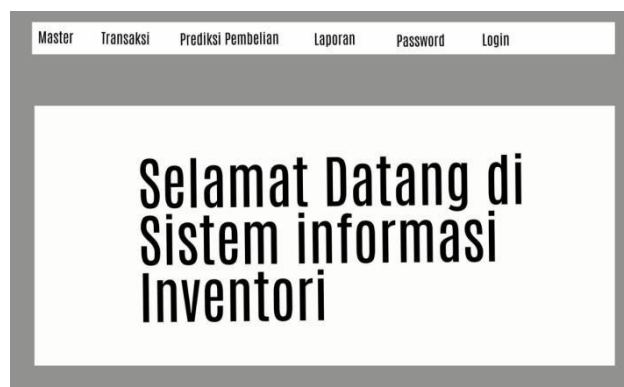 Master Transaksi Prediksi Pembelian Laporan Password Login
Selamat Datang di
Sistem informasi
Inventori